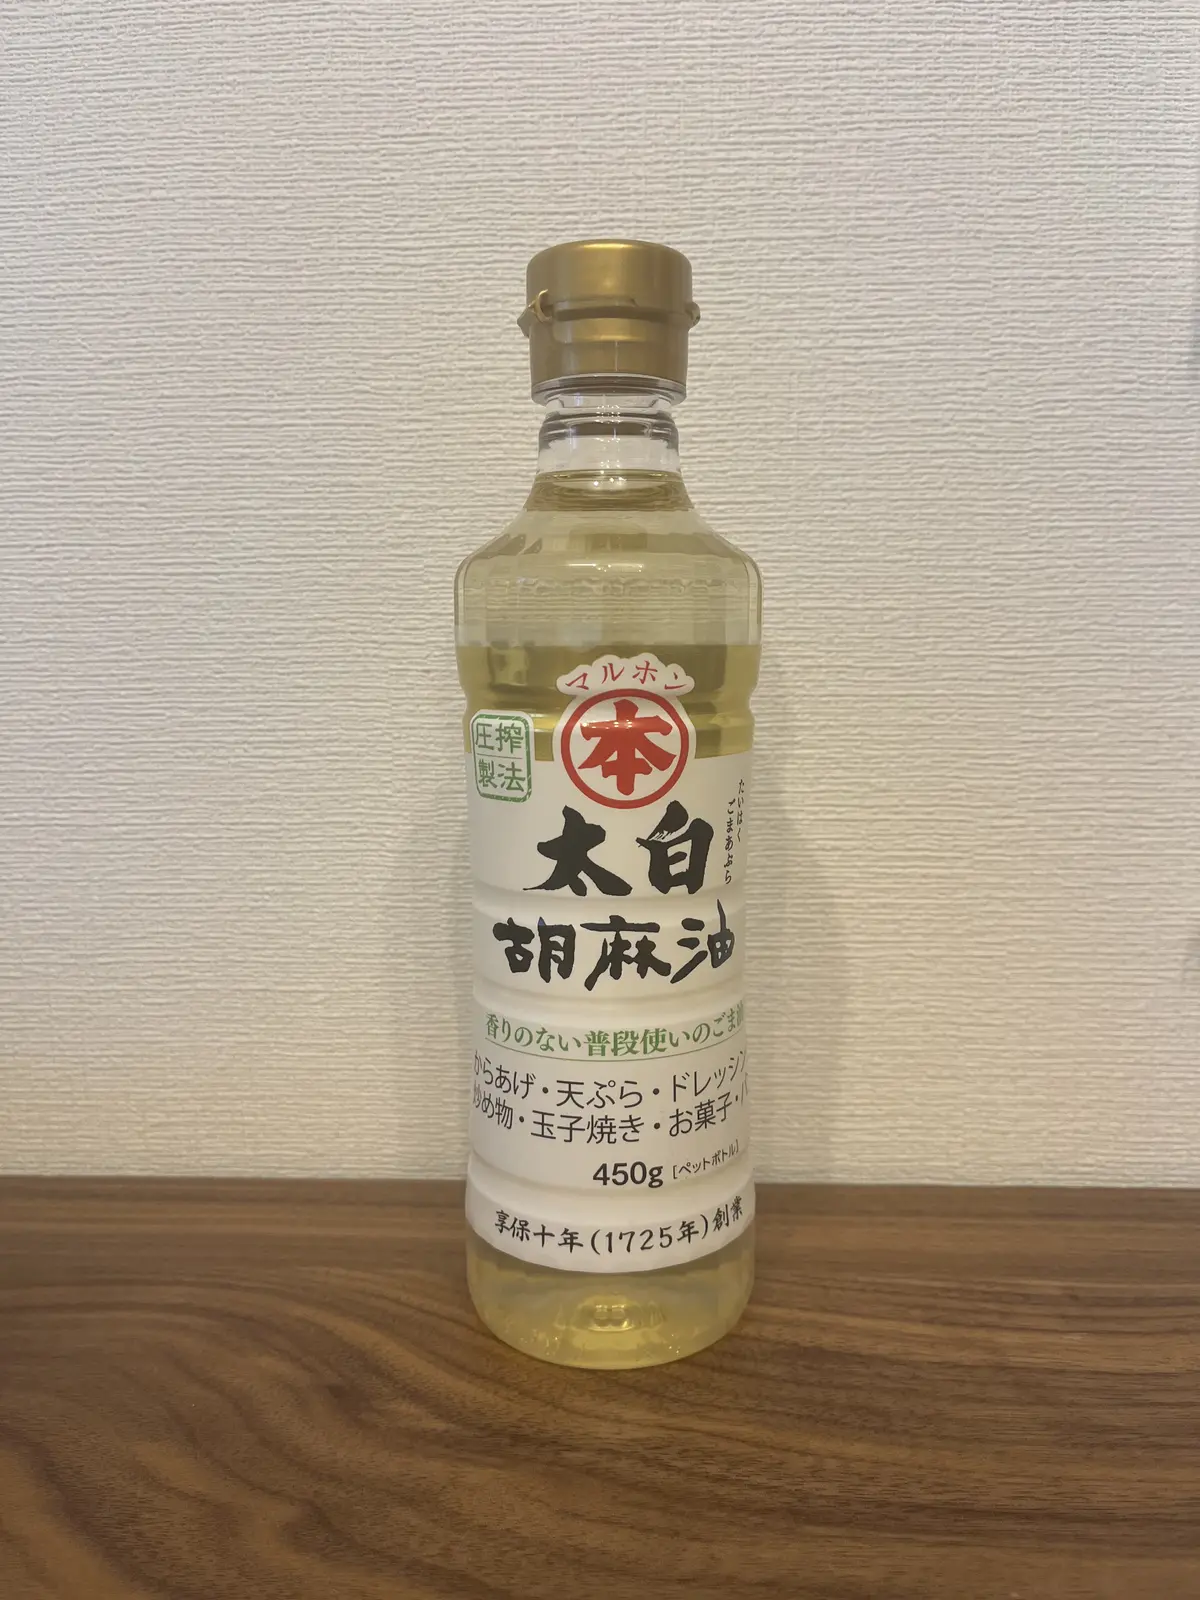 マルホン
本
圧搾
製法
太白
たいはく
ごまあぶら
胡麻油
香りのない普段使いのごま油
からあげ・天ぷら・ドレッシン
炒め物・玉子焼き・お菓子・パ
450g [ペットボトル]
享保十年(1725年)創業